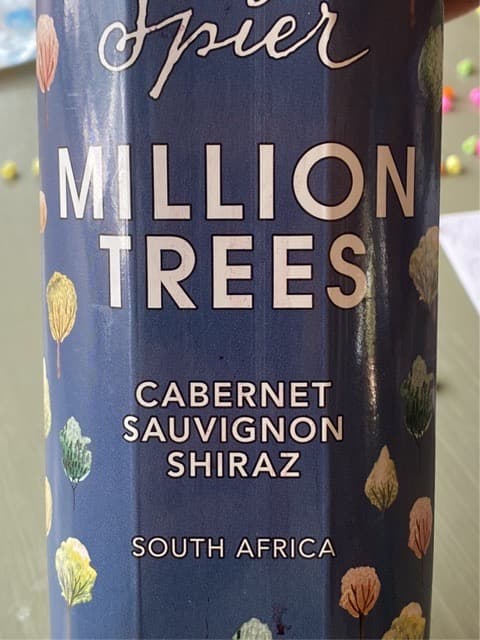 Spier
MILLION
TREES
CABERNET
SAUVIGNON
SHIRAZ
SOUTH AFRICA